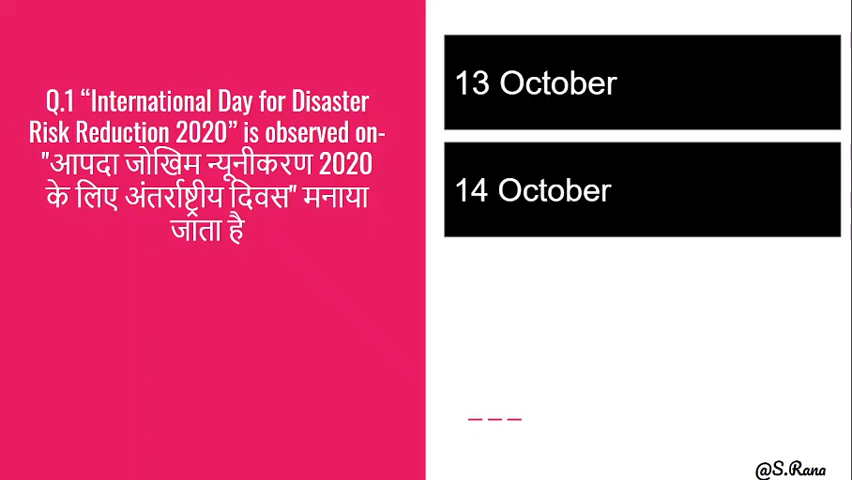 Q.1 “International Day for Disaster
Risk Reduction 2020” is observed on-
"आपदा जोखिम न्यूनीकरण 2020
के लिए अंतर्राष्ट्रीय दिवस" मनाया
जाता है
13 October
14 October
@S.Rana